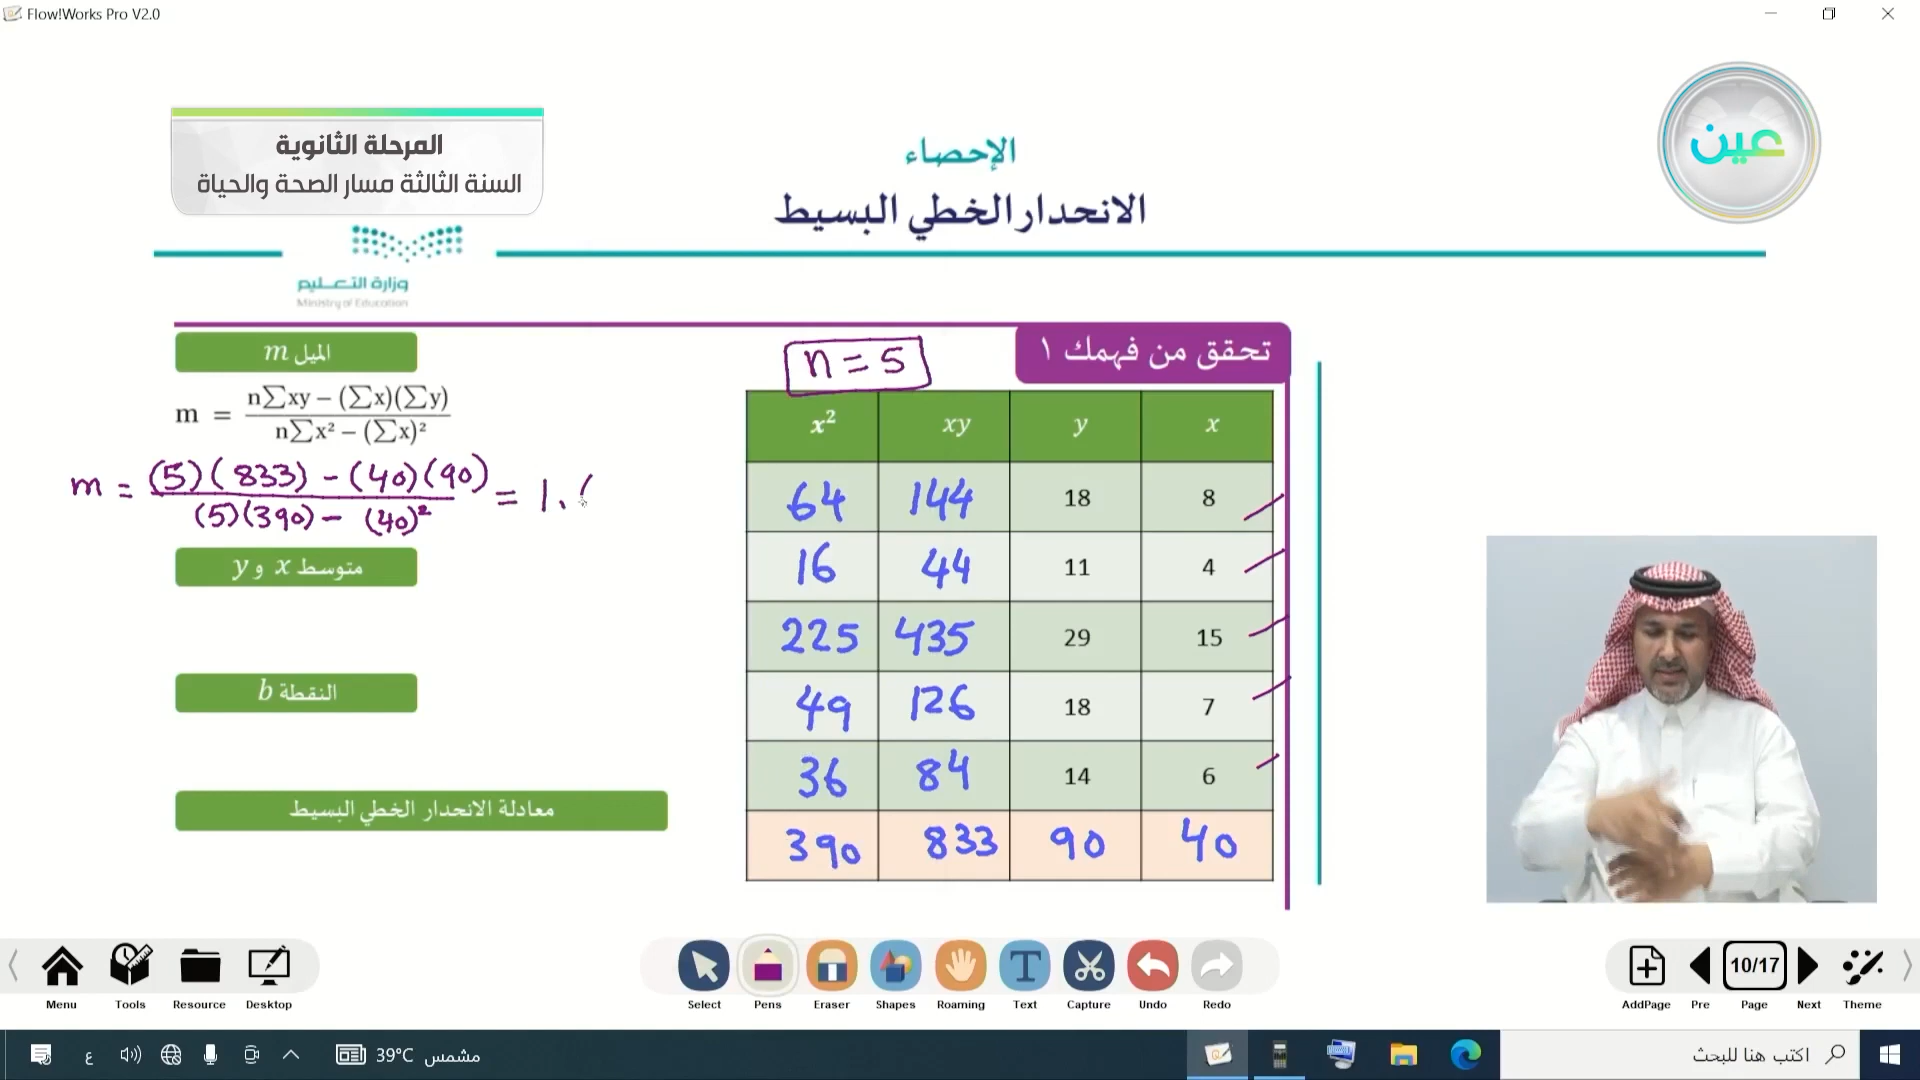 Flow!Works Pro V2.0
المرحلة الثانوية
السنة الثالثة مسار الصحة والحياة
الإحصاء
الانحدار الخطي البسيط
عين
وزارة التعليم
Ministry of Education
تحقق من فهمك ١
n = 5
x² xy y x
64 144 18 8
16 44 11 4
225 435 29 15
49 126 18 7
36 84 14 6
390 833 90 40
الميل m
m = n∑xy – (∑x)(∑y) / n∑x² – (∑x)²
m = (5)(833) - (40)(90) / (5)(390) - (40)² = 1.
متوسط x و y
النقطة b
معادلة الانحدار الخطي البسيط
Menu Tools Resource Desktop
Select Pens Eraser Shapes Roaming Text Capture Undo Redo
10/17
AddPage Pre Page Next Theme
ع
39°C مشمس
اكتب هنا للبحث